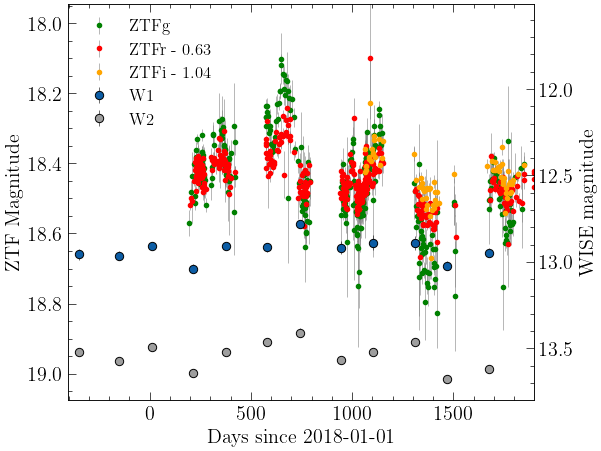 ZTFg
ZTFr - 0.63
ZTFi - 1.04
W1
W2
18.0
18.2
18.4
18.6
18.8
19.0
ZTF Magnitude
12.0
12.5
13.0
13.5
WISE magnitude
0
500
1000
1500
Days since 2018-01-01